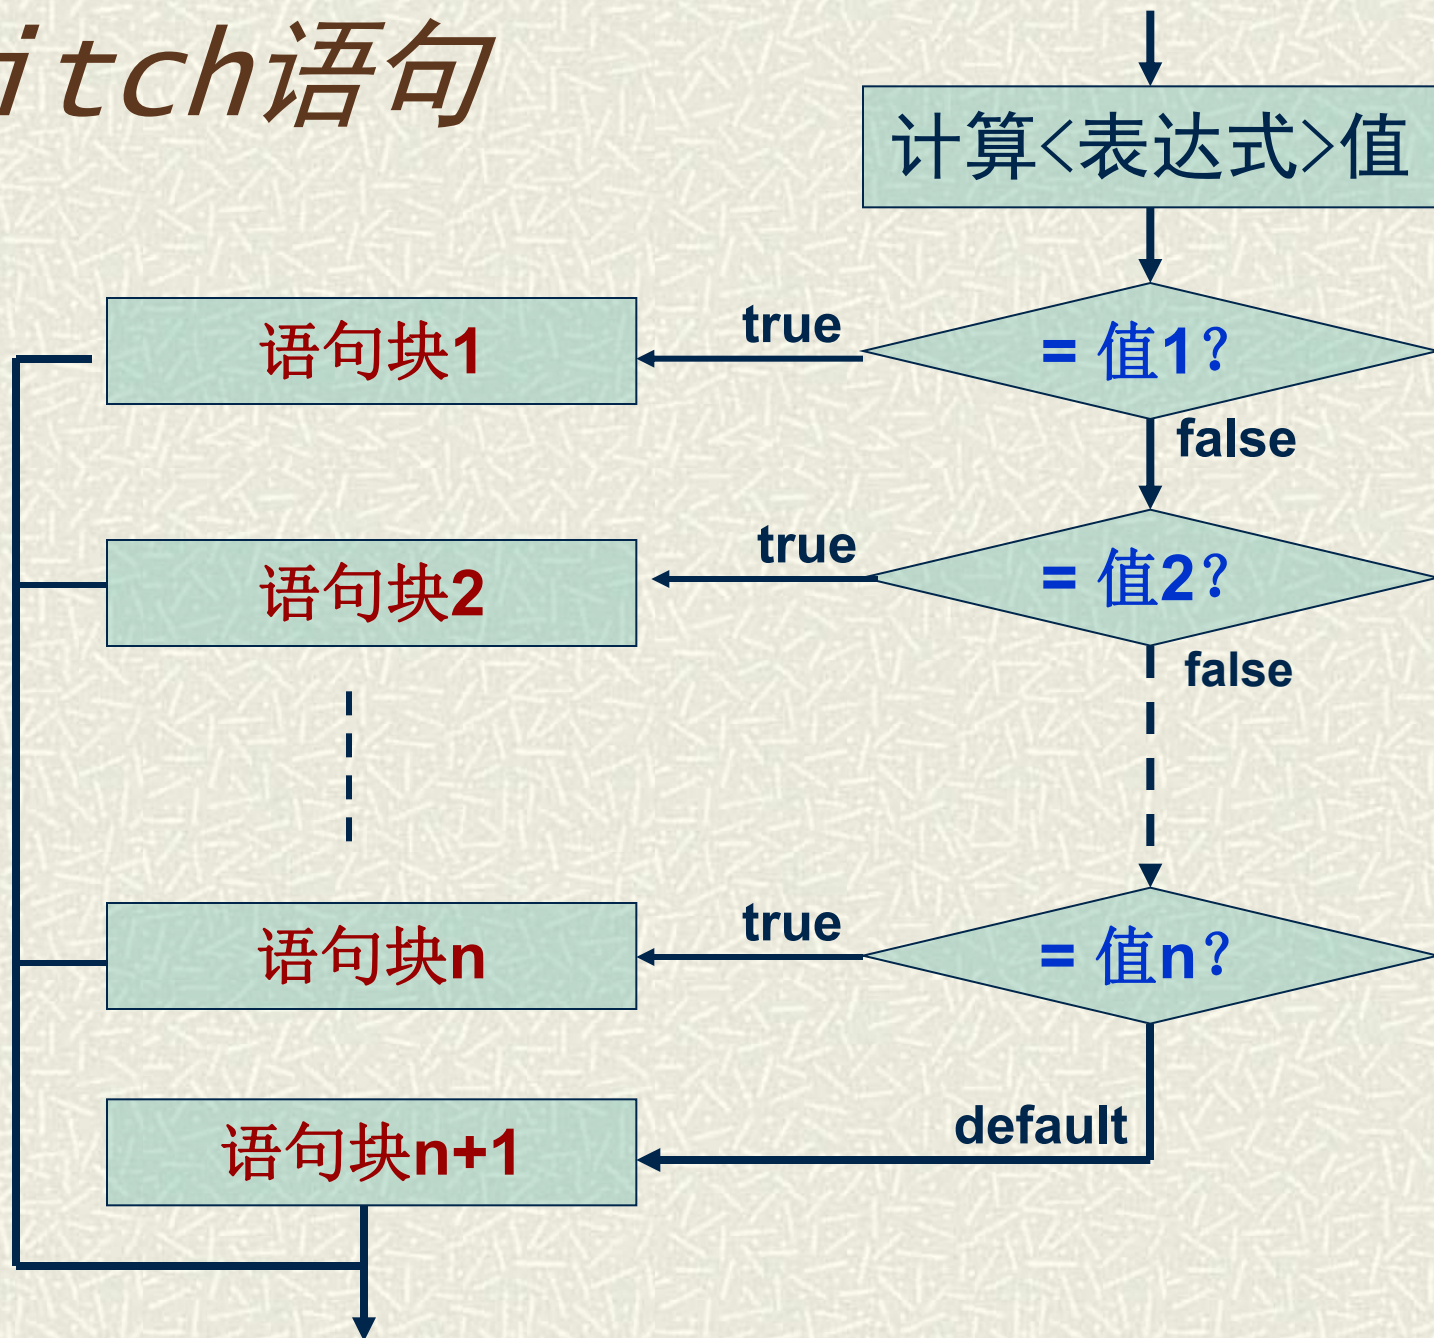 itch语句
计算<表达式>值
语句块1
true
= 值1?
false
语句块2
true
= 值2?
false
语句块n
true
= 值n?
语句块n+1
default